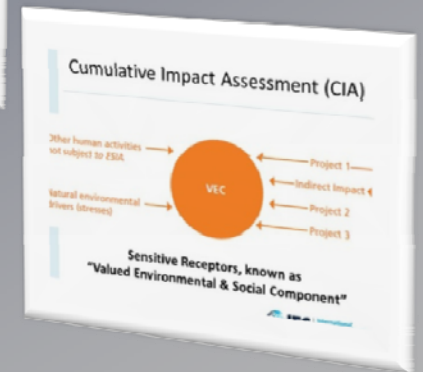 Cumulative Impact Assessment (CIA)
Other human activities
not subject to ESIA
Project 1
VEC
Indirect Impact
Natural environmental
drivers (stresses)
Project 2
Project 3
Sensitive Receptors, known as
"Valued Environmental & Social Component"
International